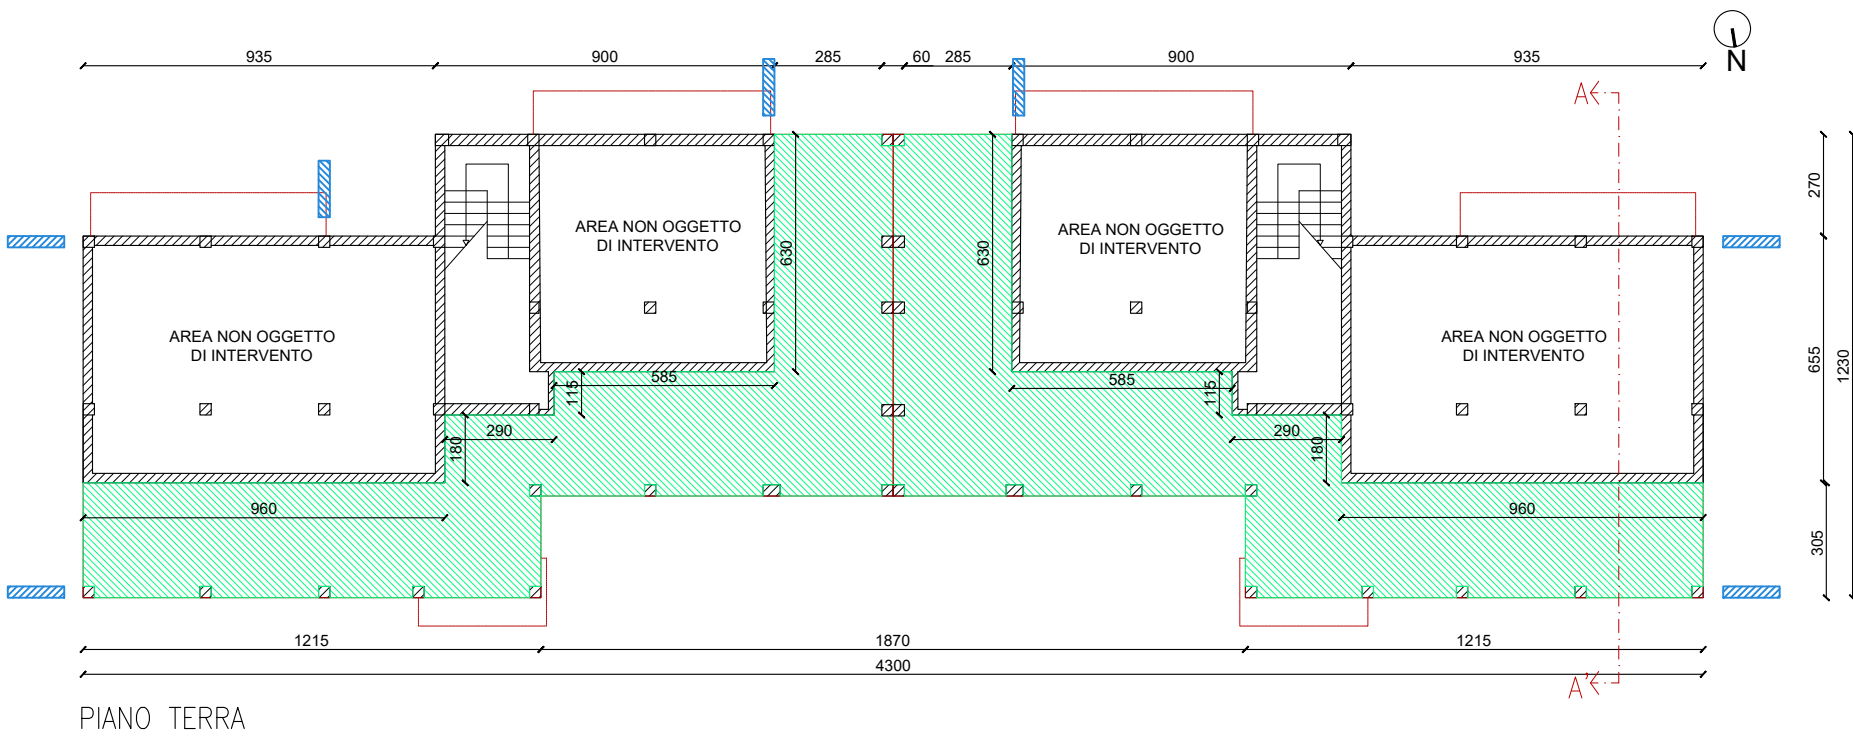 935
900
285
60
285
900
935
N
A
270
655
1230
305
AREA NON OGGETTO
DI INTERVENTO
AREA NON OGGETTO
DI INTERVENTO
630
630
AREA NON OGGETTO
DI INTERVENTO
AREA NON OGGETTO
DI INTERVENTO
585
115
585
115
290
180
290
180
960
960
1215
1870
1215
4300
A'
PIANO TERRA